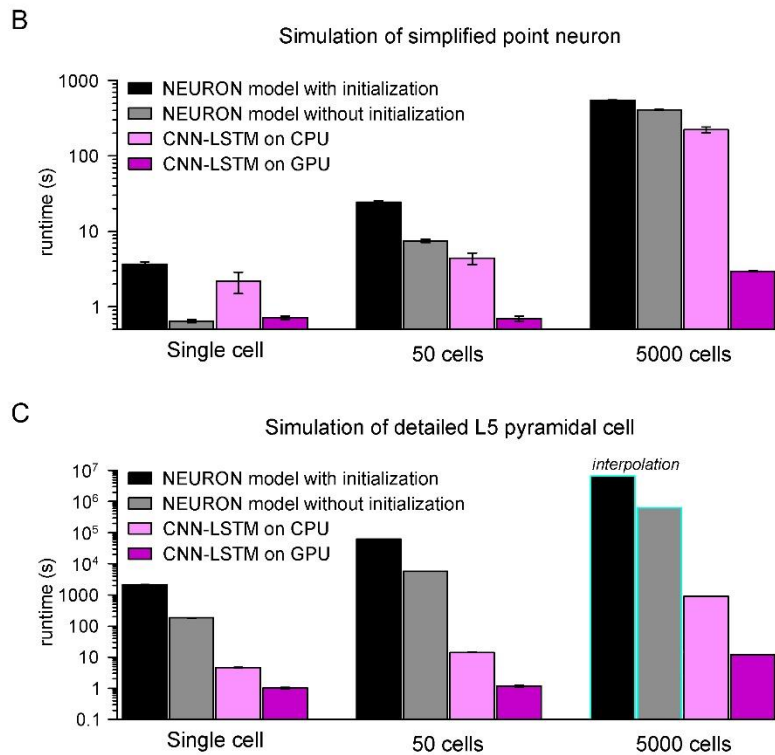 B
Simulation of simplified point neuron
1000
100
10
1
runtime (s)
NEURON model with initialization
NEURON model without initialization
CNN-LSTM on CPU
CNN-LSTM on GPU
Single cell
50 cells
5000 cells
C
Simulation of detailed L5 pyramidal cell
10⁷
10⁶
10⁵
10⁴
1000
100
10
1
0.1
runtime (s)
NEURON model with initialization
NEURON model without initialization
CNN-LSTM on CPU
CNN-LSTM on GPU
interpolation
Single cell
50 cells
5000 cells